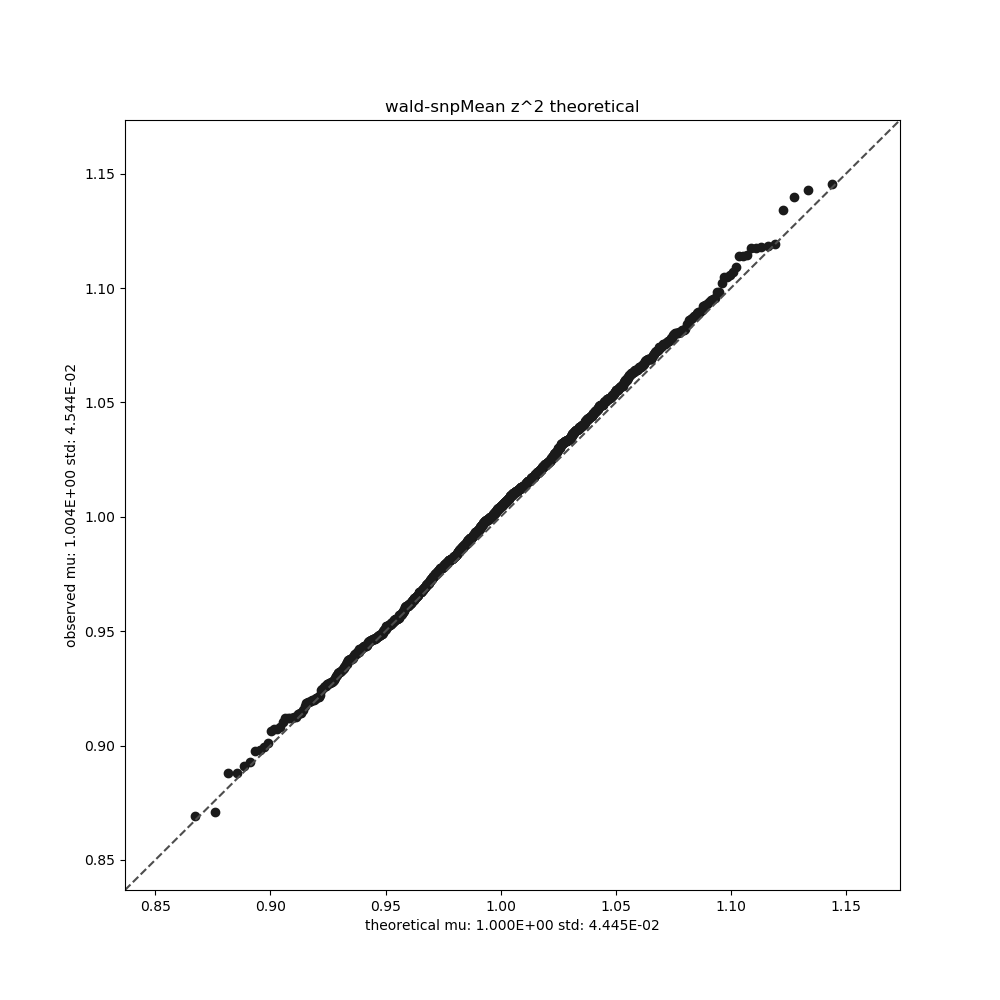 wald-snpMean z^2 theoretical
observed mu: 1.004E+00 std: 4.544E-02
1.15
1.10
1.05
1.00
0.95
0.90
0.85
0.85 0.90 0.95 1.00 1.05 1.10 1.15
theoretical mu: 1.000E+00 std: 4.445E-02